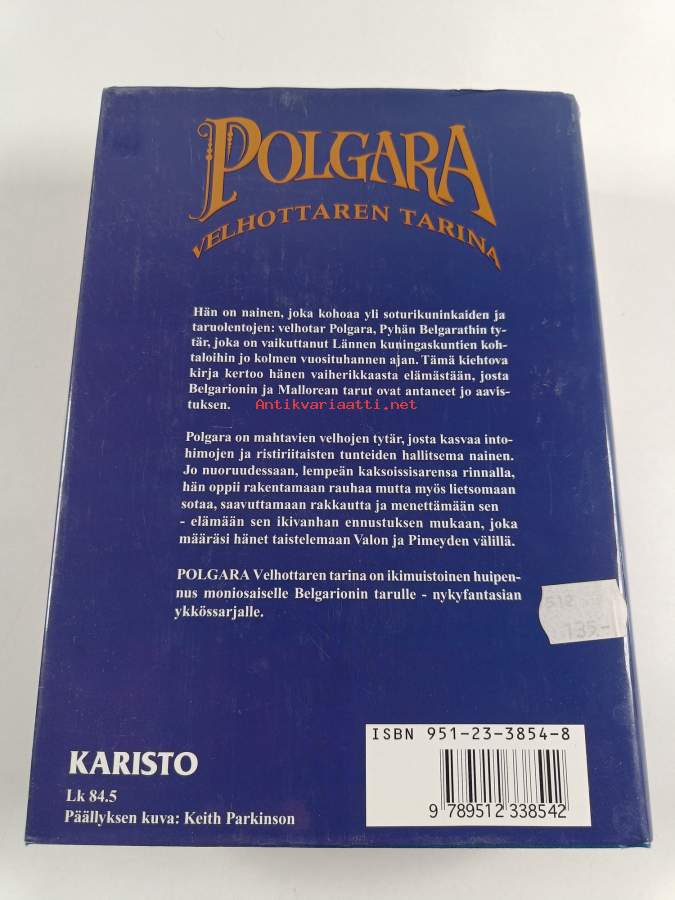 POLGARA
VELHOTTAREN TARINA
Hän on nainen, joka kohoaa yli soturikuninkaiden ja
taruolentojen: velhotar Polgara, Pyhän Belgarathin ty-
tär, joka on vaikuttanut Lännen kuningaskuntien koh-
taloihin jo kolmen vuosituhannen ajan. Tämä kiehtova
kirja kertoo hänen vaiherikkaasta elämästään, josta
Belgarionin ja Mallorean tarut ovat antaneet jo aavis-
tuksen.
Antikvariaatti.net
Polgara on mahtavien velhojen tytär, josta kasvaa into-
himojen ja ristiriitaisten tunteiden hallitsema nainen.
Jo nuoruudessaan, lempeän kaksoissisarensa rinnalla,
hän oppii rakentamaan rauhaa mutta myös lietsomaan
sotaa, saavuttamaan rakkautta ja menettämään sen
- elämään sen ikivanhan ennustuksen mukaan, joka
määräsi hänet taistelemaan Valon ja Pimeyden välillä.
POLGARA Velhottaren tarina on ikimuistoinen huipen-
nus moniosaiselle Belgarionin tarulle - nykyfantasian
ykkössarjalle.
512
135-
ISBN 951-23-3854-8
9 789512 338542
KARISTO
Lk 84.5
Päällyksen kuva: Keith Parkinson